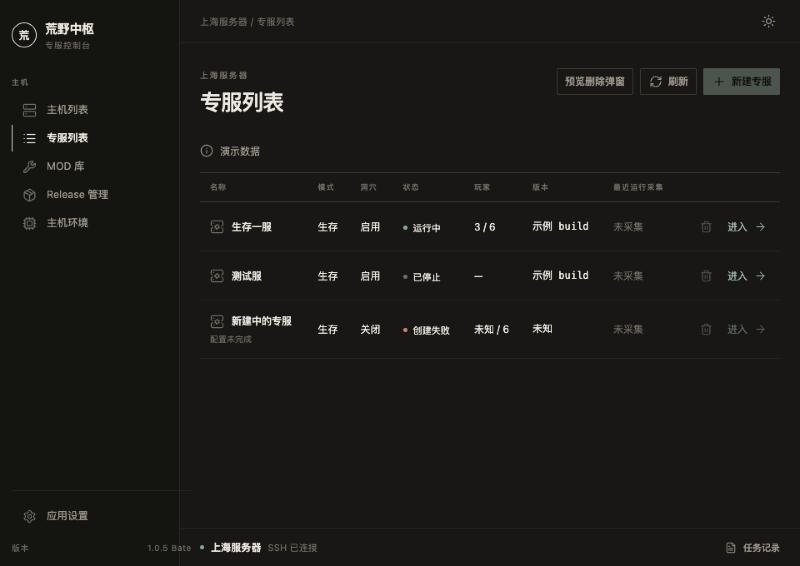 荒 荒野中枢
专服控制台
主机
主机列表
专服列表
MOD 库
Release 管理
主机环境
应用设置
版本 1.0.5 Bate
上海服务器 / 专服列表
上海服务器
专服列表
预览删除弹窗 刷新 新建专服
演示数据
名称 模式 洞穴 状态 玩家 版本 最近运行采集
生存一服 生存 启用 运行中 3 / 6 示例 build 未采集 进入
测试服 生存 启用 已停止 — 示例 build 未采集 进入
新建中的专服 生存 关闭 创建失败 未知 / 6 未知 未采集 进入
配置未完成
上海服务器 SSH 已连接 任务记录